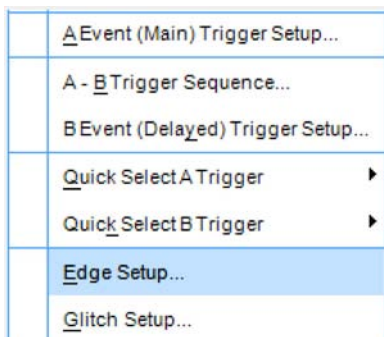 A Event (Main) Trigger Setup...
A - B Trigger Sequence...
B Event (Delayed) Trigger Setup...
Quick Select A Trigger
Quick Select B Trigger
Edge Setup...
Glitch Setup...